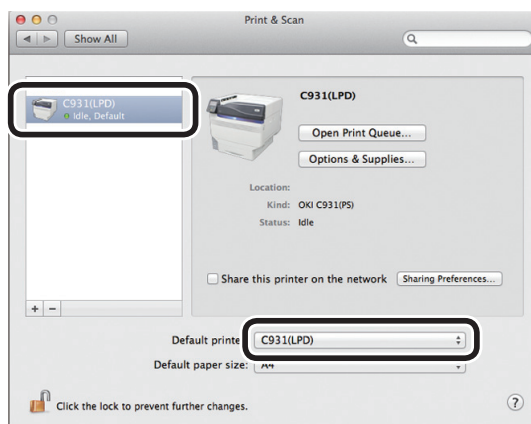 Print & Scan
Show All
C931(LPD)
Idle, Default
C931(LPD)
Open Print Queue...
Options & Supplies...
Location:
Kind: OKI C931(PS)
Status: Idle
Share this printer on the network Sharing Preferences...
+ −
Default printe C931(LPD)
Default paper size: A4
Click the lock to prevent further changes. ?